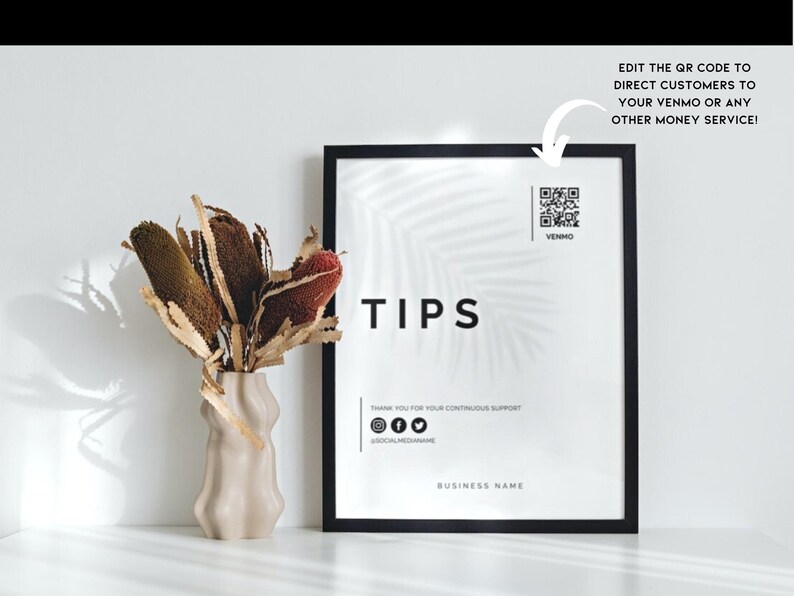 EDIT THE QR CODE TO
DIRECT CUSTOMERS TO
YOUR VENMO OR ANY
OTHER MONEY SERVICE!
VENMO
TIPS
THANK YOU FOR YOUR CONTINUOUS SUPPORT
@SOCIALMEDIANAME
BUSINESS NAME